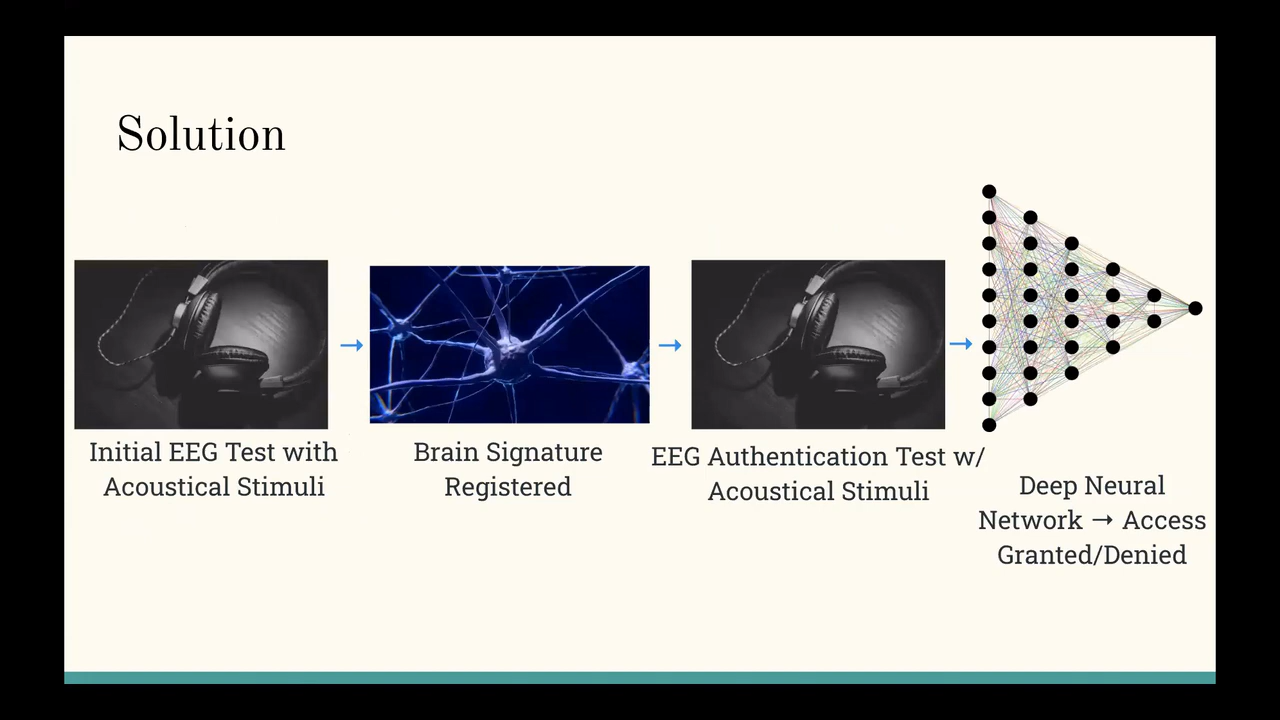 Solution
Initial EEG Test with
Acoustical Stimuli
Brain Signature
Registered
EEG Authentication Test w/
Acoustical Stimuli
Deep Neural
Network → Access
Granted/Denied